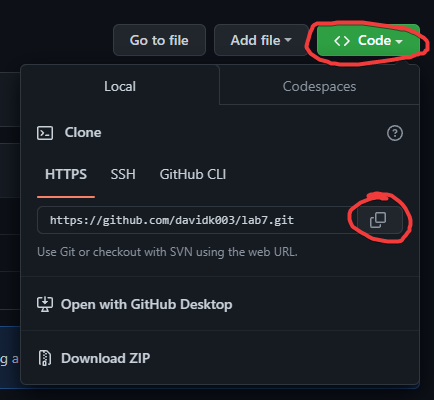 Go to file Add file <> Code
Local Codespaces
Clone
HTTPS SSH GitHub CLI
https://github.com/davidk003/lab7.git
Use Git or checkout with SVN using the web URL.
Open with GitHub Desktop
Download ZIP
g a